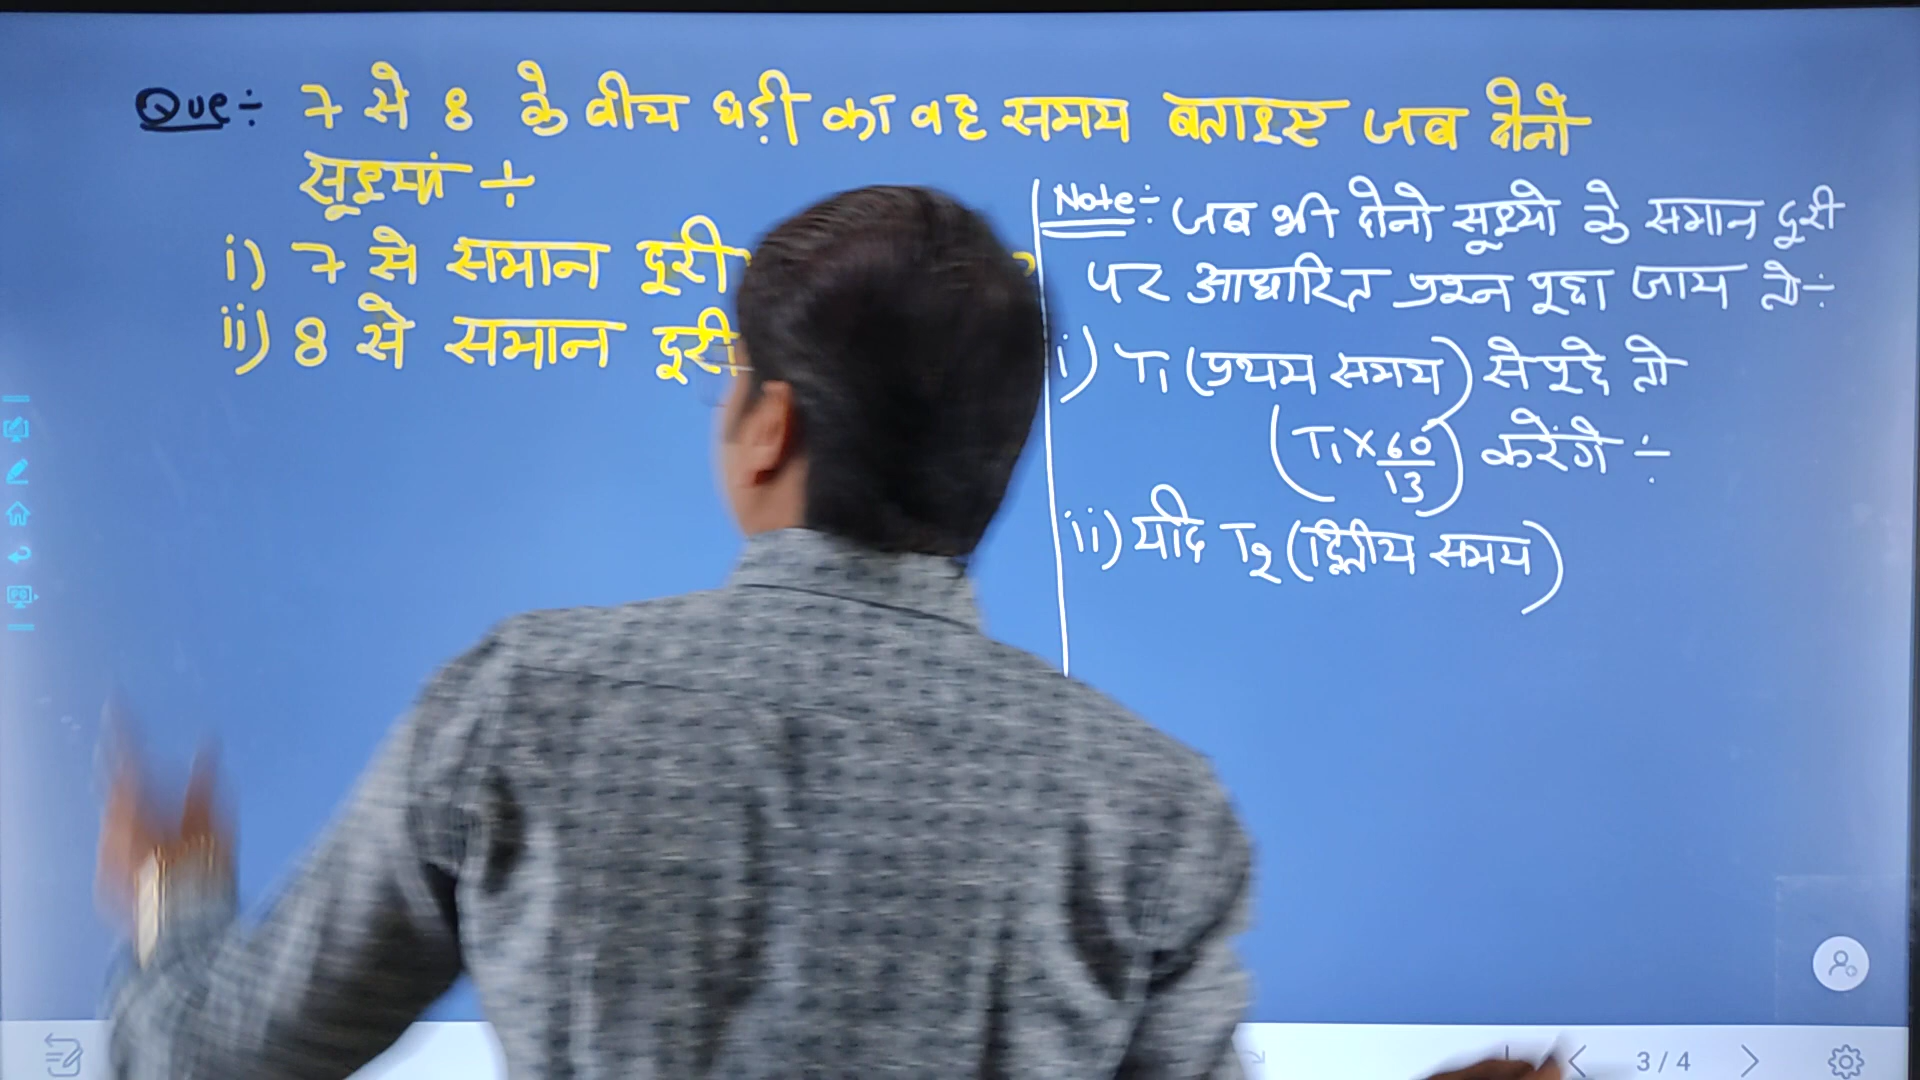 Que÷ 7 से 8 के बीच घड़ी का वह समय बताइए जब दोनो
सूइयां ÷
i) 7 से समान दूरी
ii) 8 से समान दूरी
Note÷ जब भी दोनो सूइयो के समान दूरी
पर आधारित प्रश्न पूछा जाय तो÷
i) T1 (प्रथम समय) से पूछे तो
(T1 × 60/13) करेंगे ÷
ii) यदि T2 (द्वितीय समय)
3 / 4